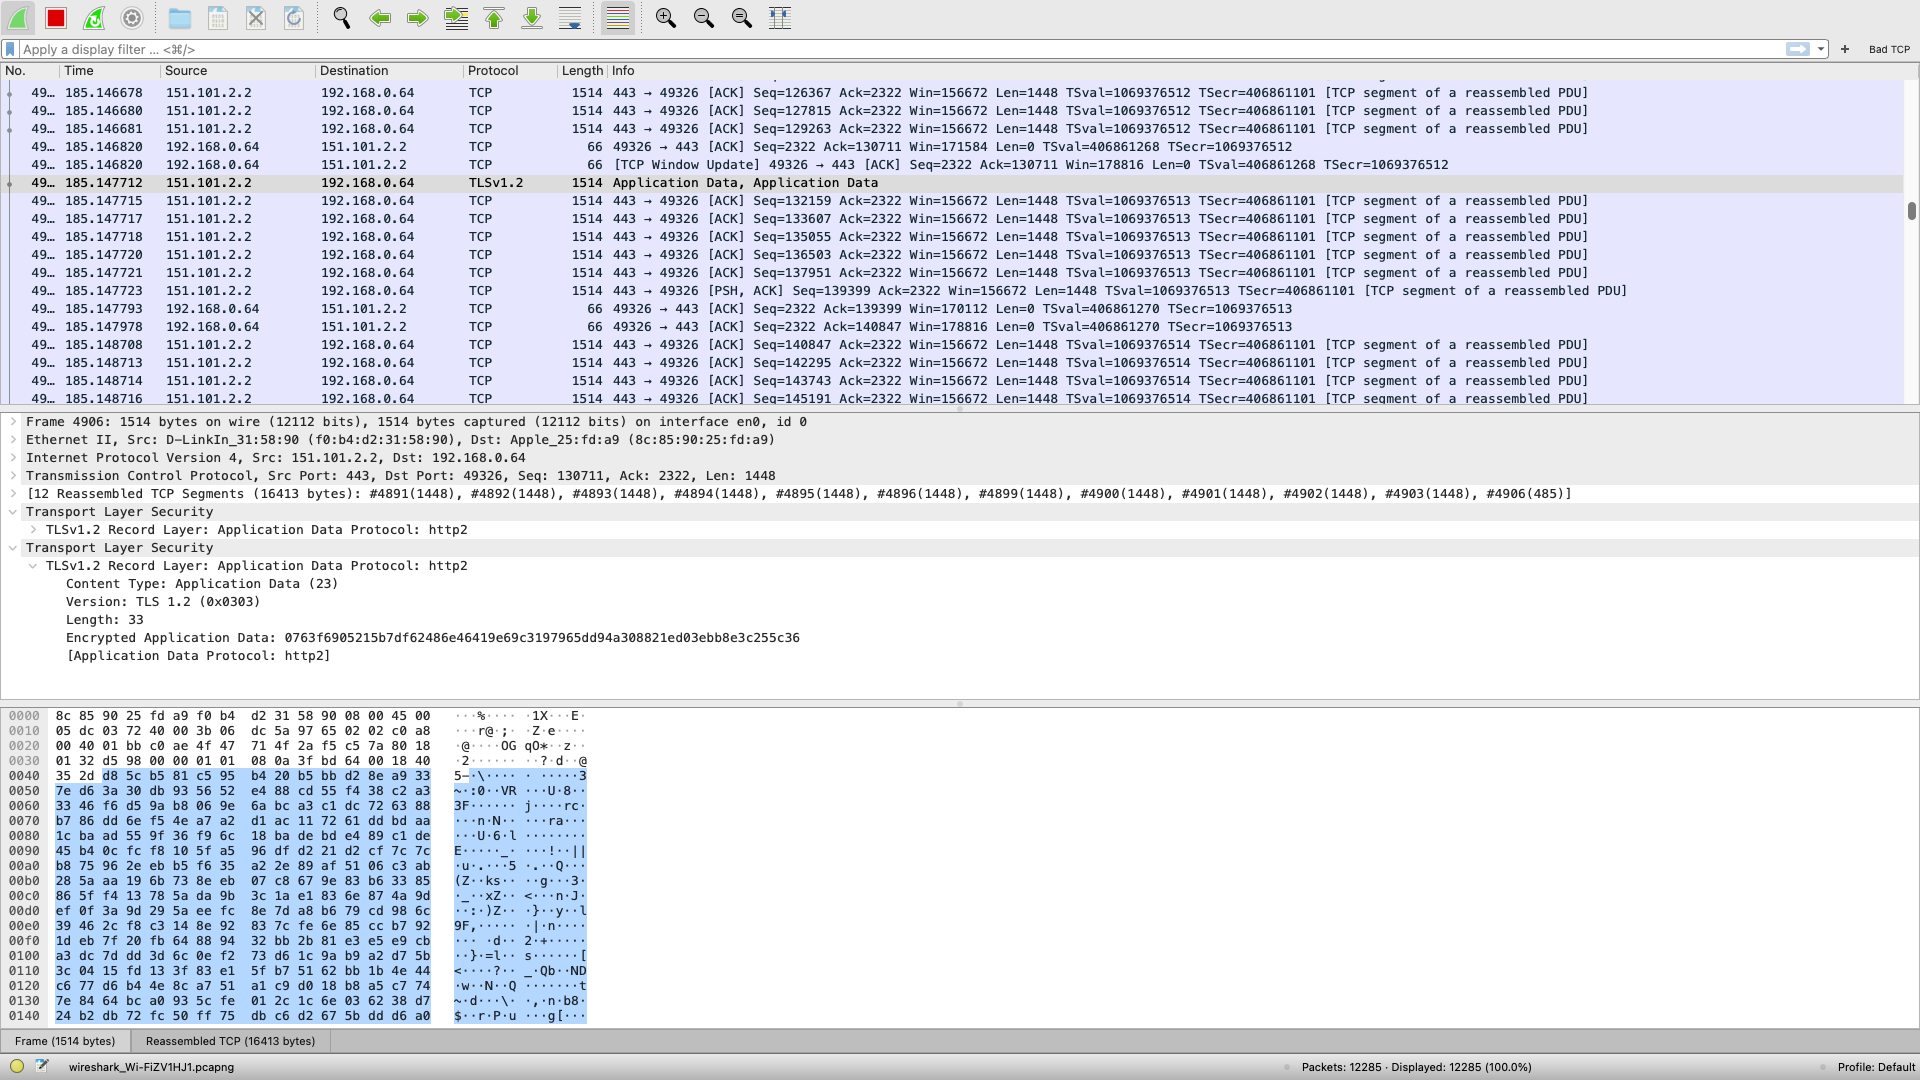 Apply a display filter ... <⌘/>
+ Bad TCP
No. Time Source Destination Protocol Length Info
49… 185.146678 151.101.2.2 192.168.0.64 TCP 1514 443 → 49326 [ACK] Seq=126367 Ack=2322 Win=156672 Len=1448 TSval=1069376512 TSecr=406861101 [TCP segment of a reassembled PDU]
49… 185.146680 151.101.2.2 192.168.0.64 TCP 1514 443 → 49326 [ACK] Seq=127815 Ack=2322 Win=156672 Len=1448 TSval=1069376512 TSecr=406861101 [TCP segment of a reassembled PDU]
49… 185.146681 151.101.2.2 192.168.0.64 TCP 1514 443 → 49326 [ACK] Seq=129263 Ack=2322 Win=156672 Len=1448 TSval=1069376512 TSecr=406861101 [TCP segment of a reassembled PDU]
49… 185.146820 192.168.0.64 151.101.2.2 TCP 66 49326 → 443 [ACK] Seq=2322 Ack=130711 Win=171584 Len=0 TSval=406861268 TSecr=1069376512
49… 185.146820 192.168.0.64 151.101.2.2 TCP 66 [TCP Window Update] 49326 → 443 [ACK] Seq=2322 Ack=130711 Win=178816 Len=0 TSval=406861268 TSecr=1069376512
49… 185.147712 151.101.2.2 192.168.0.64 TLSv1.2 1514 Application Data, Application Data
49… 185.147715 151.101.2.2 192.168.0.64 TCP 1514 443 → 49326 [ACK] Seq=132159 Ack=2322 Win=156672 Len=1448 TSval=1069376513 TSecr=406861101 [TCP segment of a reassembled PDU]
49… 185.147717 151.101.2.2 192.168.0.64 TCP 1514 443 → 49326 [ACK] Seq=133607 Ack=2322 Win=156672 Len=1448 TSval=1069376513 TSecr=406861101 [TCP segment of a reassembled PDU]
49… 185.147718 151.101.2.2 192.168.0.64 TCP 1514 443 → 49326 [ACK] Seq=135055 Ack=2322 Win=156672 Len=1448 TSval=1069376513 TSecr=406861101 [TCP segment of a reassembled PDU]
49… 185.147720 151.101.2.2 192.168.0.64 TCP 1514 443 → 49326 [ACK] Seq=136503 Ack=2322 Win=156672 Len=1448 TSval=1069376513 TSecr=406861101 [TCP segment of a reassembled PDU]
49… 185.147721 151.101.2.2 192.168.0.64 TCP 1514 443 → 49326 [ACK] Seq=137951 Ack=2322 Win=156672 Len=1448 TSval=1069376513 TSecr=406861101 [TCP segment of a reassembled PDU]
49… 185.147723 151.101.2.2 192.168.0.64 TCP 1514 443 → 49326 [PSH, ACK] Seq=139399 Ack=2322 Win=156672 Len=1448 TSval=1069376513 TSecr=406861101 [TCP segment of a reassembled PDU]
49… 185.147793 192.168.0.64 151.101.2.2 TCP 66 49326 → 443 [ACK] Seq=2322 Ack=139399 Win=170112 Len=0 TSval=406861270 TSecr=1069376513
49… 185.147978 192.168.0.64 151.101.2.2 TCP 66 49326 → 443 [ACK] Seq=2322 Ack=140847 Win=178816 Len=0 TSval=406861270 TSecr=1069376513
49… 185.148708 151.101.2.2 192.168.0.64 TCP 1514 443 → 49326 [ACK] Seq=140847 Ack=2322 Win=156672 Len=1448 TSval=1069376514 TSecr=406861101 [TCP segment of a reassembled PDU]
49… 185.148713 151.101.2.2 192.168.0.64 TCP 1514 443 → 49326 [ACK] Seq=142295 Ack=2322 Win=156672 Len=1448 TSval=1069376514 TSecr=406861101 [TCP segment of a reassembled PDU]
49… 185.148714 151.101.2.2 192.168.0.64 TCP 1514 443 → 49326 [ACK] Seq=143743 Ack=2322 Win=156672 Len=1448 TSval=1069376514 TSecr=406861101 [TCP segment of a reassembled PDU]
49… 185.148716 151.101.2.2 192.168.0.64 TCP 1514 443 → 49326 [ACK] Seq=145191 Ack=2322 Win=156672 Len=1448 TSval=1069376514 TSecr=406861101 [TCP segment of a reassembled PDU]
Frame 4906: 1514 bytes on wire (12112 bits), 1514 bytes captured (12112 bits) on interface en0, id 0
Ethernet II, Src: D-LinkIn_31:58:90 (f0:b4:d2:31:58:90), Dst: Apple_25:fd:a9 (8c:85:90:25:fd:a9)
Internet Protocol Version 4, Src: 151.101.2.2, Dst: 192.168.0.64
Transmission Control Protocol, Src Port: 443, Dst Port: 49326, Seq: 130711, Ack: 2322, Len: 1448
[12 Reassembled TCP Segments (16413 bytes): #4891(1448), #4892(1448), #4893(1448), #4894(1448), #4895(1448), #4896(1448), #4899(1448), #4900(1448), #4901(1448), #4902(1448), #4903(1448), #4906(485)]
Transport Layer Security
TLSv1.2 Record Layer: Application Data Protocol: http2
Transport Layer Security
TLSv1.2 Record Layer: Application Data Protocol: http2
Content Type: Application Data (23)
Version: TLS 1.2 (0x0303)
Length: 33
Encrypted Application Data: 0763f6905215b7df62486e46419e69c3197965dd94a308821ed03ebb8e3c255c36
[Application Data Protocol: http2]
0000 8c 85 90 25 fd a9 f0 b4 d2 31 58 90 08 00 45 00 ···%···· ·1X···E·
0010 05 dc 03 72 40 00 3b 06 dc 5a 97 65 02 02 c0 a8 ···r@·;· ·Z·e····
0020 00 40 01 bb c0 ae 4f 47 71 4f 2a f5 c5 7a 80 18 ·@····OG qO*··z··
0030 01 32 d5 98 00 00 01 01 08 0a 3f bd 64 00 18 40 ·2······ ··?·d··@
0040 35 2d d8 5c b5 81 c5 95 b4 20 b5 bb d2 8e a9 33 5-·\···· · ·····3
0050 7e d6 3a 30 db 93 56 52 e4 88 cd 55 f4 38 c2 a3 ~·:0··VR ···U·8··
0060 33 46 f6 d5 9a b8 06 9e 6a bc a3 c1 dc 72 63 88 3F······ j····rc·
0070 b7 86 dd 6e f5 4e a7 a2 d1 ac 11 72 61 dd bd aa ···n·N·· ···ra···
0080 1c ba ad 55 9f 36 f9 6c 18 ba de bd e4 89 c1 de ···U·6·l ········
0090 45 b4 0c fc f8 10 5f a5 96 df d2 21 d2 cf 7c 7c E·····_· ···!··||
00a0 b8 75 96 2e eb b5 f6 35 a2 2e 89 af 51 06 c3 ab ·u·.···5 ·.··Q···
00b0 28 5a aa 19 6b 73 8e eb 07 c8 67 9e 83 b6 33 85 (Z··ks·· ··g···3·
00c0 86 5f f4 13 78 5a da 9b 3c 1a e1 83 6e 87 4a 9d ·_··xZ·· <···n·J·
00d0 ef 0f 3a 9d 29 5a ee fc 8e 7d a8 b6 79 cd 98 6c ··:·)Z·· ·}··y··l
00e0 39 46 2c f8 c3 14 8e 92 83 7c fe 6e 85 cc b7 92 9F,····· ·|·n····
00f0 1d eb 7f 20 fb 64 88 94 32 bb 2b 81 e3 e5 e9 cb ··· ·d·· 2·+·····
0100 a3 dc 7d dd 3d 6c 0e f2 73 d6 1c 9a b9 a2 d7 5b ··}·=l·· s······[
0110 3c 04 15 fd 13 3f 83 e1 5f b7 51 62 bb 1b 4e 44 <····?·· _·Qb··ND
0120 c6 77 d6 b4 4e 8c a7 51 a1 c9 d0 18 b8 a5 c7 74 ·w··N··Q ·······t
0130 7e 84 64 bc a0 93 5c fe 01 2c 1c 6e 03 62 38 d7 ~·d···\· ·,·n·b8·
0140 24 b2 db 72 fc 50 ff 75 db c6 d2 67 5b dd d6 a0 $··r·P·u ···g[···
Frame (1514 bytes) Reassembled TCP (16413 bytes)
wireshark_Wi-FiZV1HJ1.pcapng Packets: 12285 · Displayed: 12285 (100.0%) Profile: Default